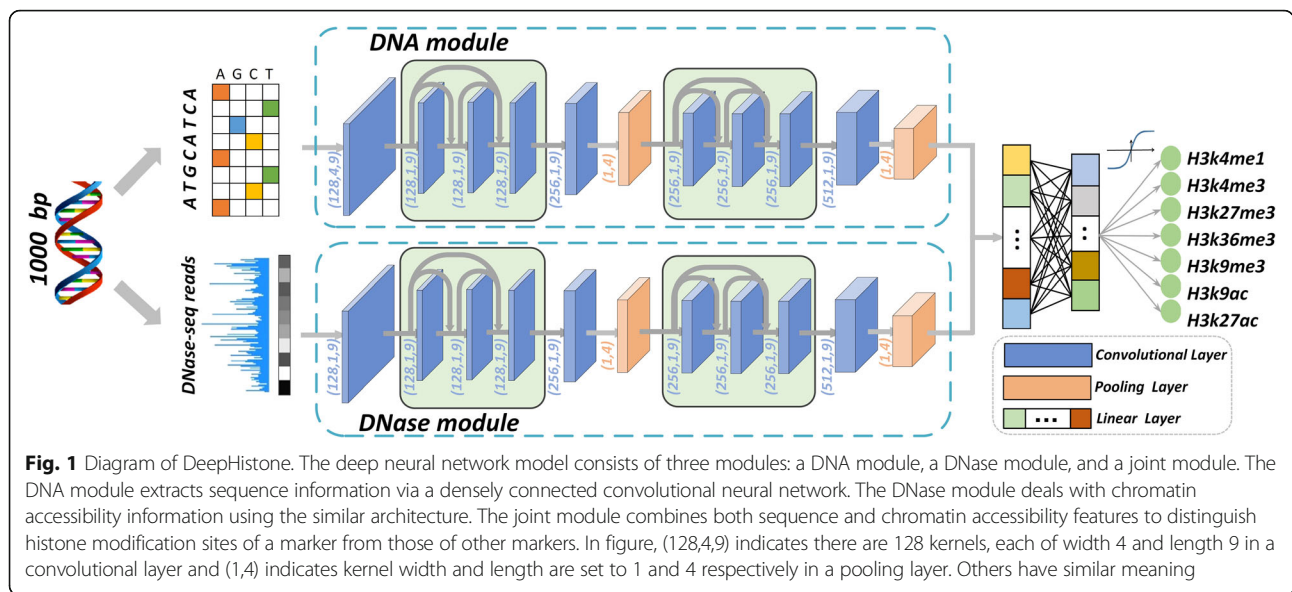 DNA module
A G C T
A T G C A T C A
(128,4,9)
(128,1,9)
(128,1,9)
(128,1,9)
(256,1,9)
(1,4)
(256,1,9)
(256,1,9)
(256,1,9)
(512,1,9)
(1,4)
1000 bp
DNase-seq reads
(128,1,9)
(128,1,9)
(128,1,9)
(128,1,9)
(256,1,9)
(1,4)
(256,1,9)
(256,1,9)
(256,1,9)
(512,1,9)
(1,4)
DNase module
H3k4me1
H3k4me3
H3k27me3
H3k36me3
H3k9me3
H3k9ac
H3k27ac
Convolutional Layer
Pooling Layer
Linear Layer
Fig. 1 Diagram of DeepHistone. The deep neural network model consists of three modules: a DNA module, a DNase module, and a joint module. The
DNA module extracts sequence information via a densely connected convolutional neural network. The DNase module deals with chromatin
accessibility information using the similar architecture. The joint module combines both sequence and chromatin accessibility features to distinguish
histone modification sites of a marker from those of other markers. In figure, (128,4,9) indicates there are 128 kernels, each of width 4 and length 9 in a
convolutional layer and (1,4) indicates kernel width and length are set to 1 and 4 respectively in a pooling layer. Others have similar meaning